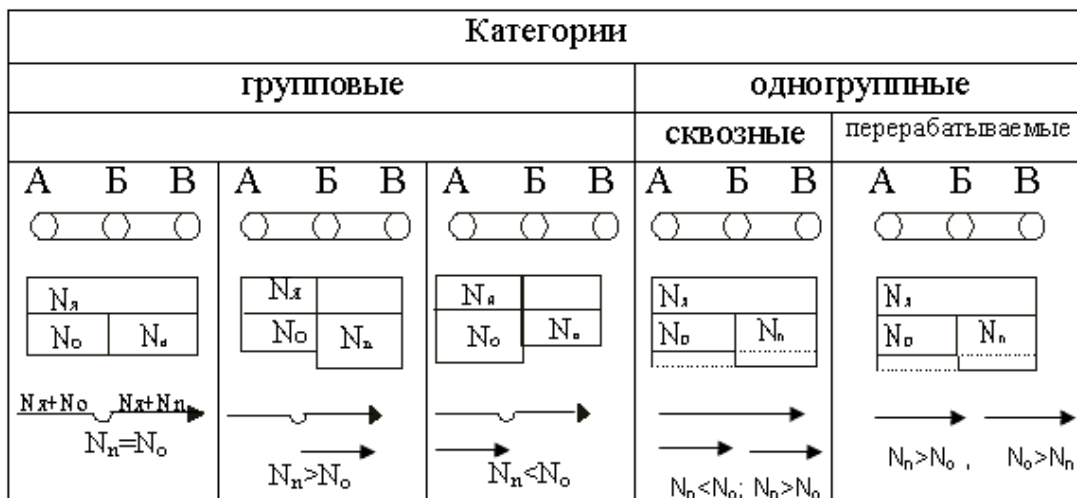 Категории
групповые одногруппные
сквозные перерабатываемые
А Б В А Б В А Б В А Б В А Б В
Nя Nя Nя Nя Nя
Nо Nп Nо Nп Nо Nп Nо Nп Nо Nп
Nя+Nо Nя+Nп
Nп=Nо Nп>Nо Nп<Nо Nп<Nо; Nп>Nо Nп>Nо , Nо>Nп